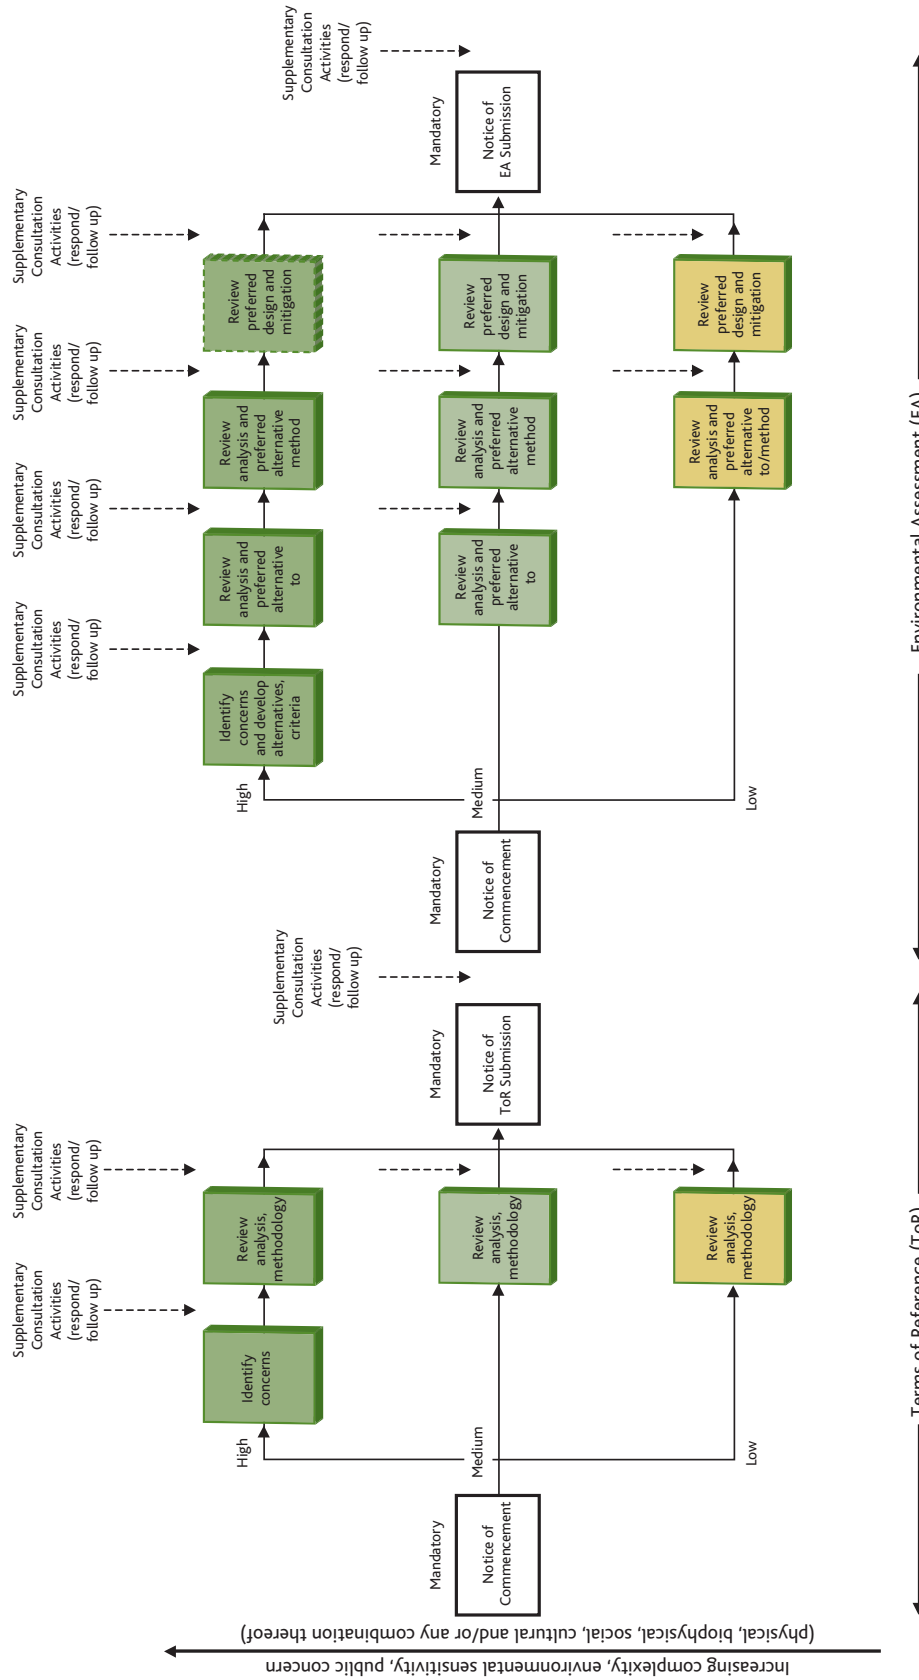 Increasing complexity, environmental sensitivity, public concern
(physical, biophysical, social, cultural and/or any combination thereof)
Mandatory
Notice of
Commencement
High
Medium
Low
Supplementary
Consultation
Activities
(respond/
follow up)
Identify
concerns
Supplementary
Consultation
Activities
(respond/
follow up)
Review
analysis,
methodology
Review
analysis,
methodology
Review
analysis,
methodology
Mandatory
Notice of
ToR Submission
Supplementary
Consultation
Activities
(respond/
follow up)
Terms of Reference (ToR)
Mandatory
Notice of
Commencement
High
Medium
Low
Identify
concerns
and develop
alternatives,
criteria
Supplementary
Consultation
Activities
(respond/
follow up)
Review
analysis and
preferred
alternative
to
Supplementary
Consultation
Activities
(respond/
follow up)
Review
analysis and
preferred
alternative
method
Supplementary
Consultation
Activities
(respond/
follow up)
Review
preferred
design and
mitigation
Supplementary
Consultation
Activities
(respond/
follow up)
Review
analysis and
preferred
alternative
to
Review
analysis and
preferred
alternative
method
Review
preferred
design and
mitigation
Review
analysis and
preferred
alternative
to/method
Review
preferred
design and
mitigation
Mandatory
Notice of
EA Submission
Supplementary
Consultation
Activities
(respond/
follow up)
Environmental Assessment (EA)